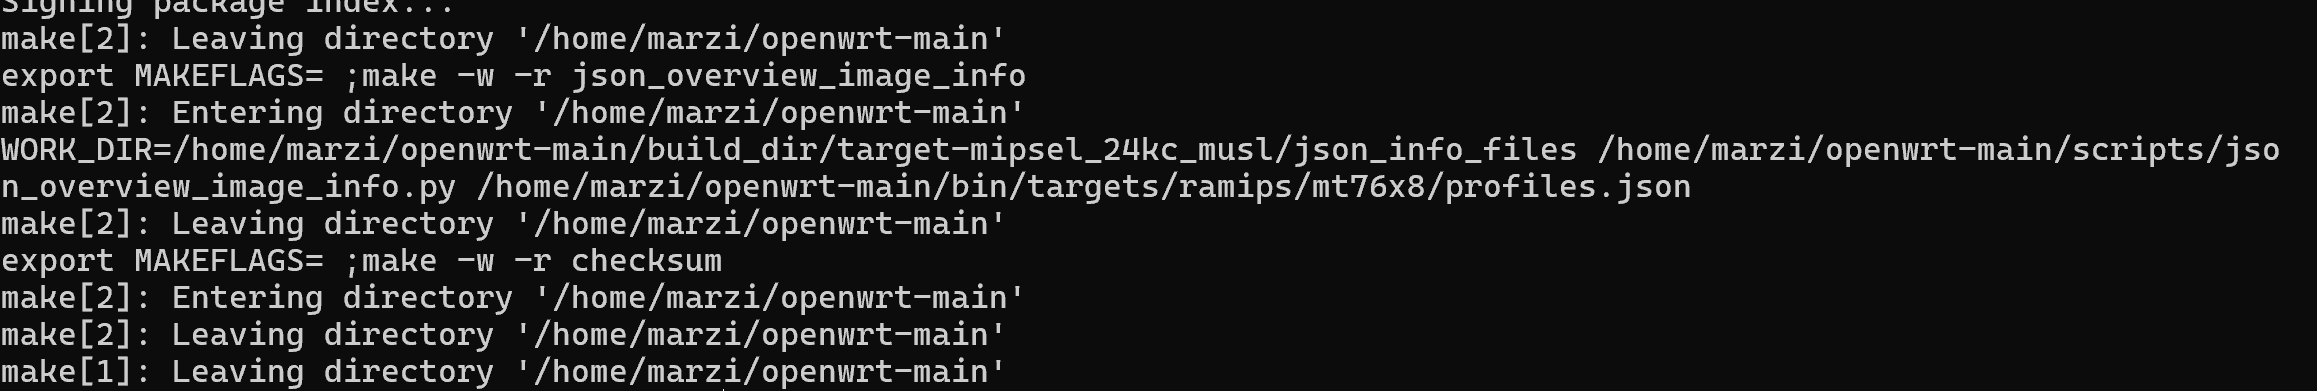 Signing package index...
make[2]: Leaving directory '/home/marzi/openwrt-main'
export MAKEFLAGS= ;make -w -r json_overview_image_info
make[2]: Entering directory '/home/marzi/openwrt-main'
WORK_DIR=/home/marzi/openwrt-main/build_dir/target-mipsel_24kc_musl/json_info_files /home/marzi/openwrt-main/scripts/jso
n_overview_image_info.py /home/marzi/openwrt-main/bin/targets/ramips/mt76x8/profiles.json
make[2]: Leaving directory '/home/marzi/openwrt-main'
export MAKEFLAGS= ;make -w -r checksum
make[2]: Entering directory '/home/marzi/openwrt-main'
make[2]: Leaving directory '/home/marzi/openwrt-main'
make[1]: Leaving directory '/home/marzi/openwrt-main'